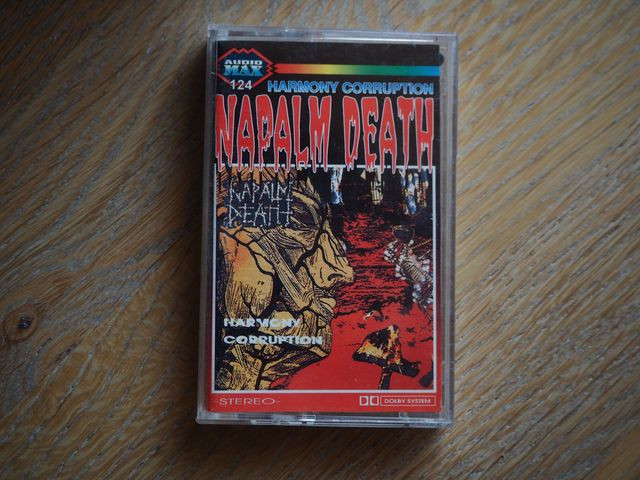 AUDIO
MAX
124
HARMONY CORRUPTION
NAPALM DEATH
NAPALM
DEATH
HARMONY
CORRUPTION
-STEREO-
DOLBY SYSTEM